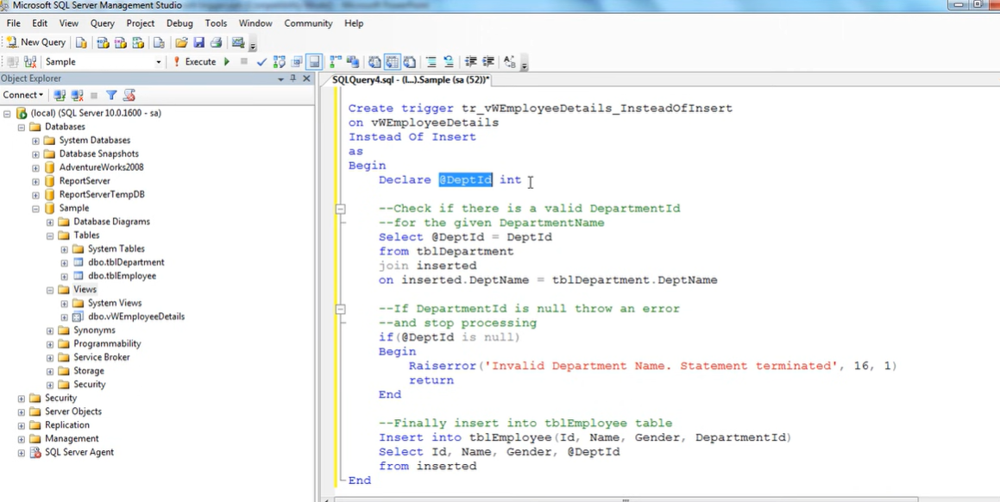 Microsoft SQL Server Management Studio
File Edit View Query Project Debug Tools Window Community Help
New Query
Sample Execute
Object Explorer
Connect
(local) (SQL Server 10.0.1600 - sa)
Databases
System Databases
Database Snapshots
AdventureWorks2008
ReportServer
ReportServerTempDB
Sample
Database Diagrams
Tables
System Tables
dbo.tblDepartment
dbo.tblEmployee
Views
System Views
dbo.vWEmployeeDetails
Synonyms
Programmability
Service Broker
Storage
Security
Security
Server Objects
Replication
Management
SQL Server Agent
SQLQuery4.sql - (l...).Sample (sa (52))*
Create trigger tr_vWEmployeeDetails_InsteadOfInsert
on vWEmployeeDetails
Instead Of Insert
as
Begin
Declare @DeptId int
--Check if there is a valid DepartmentId
--for the given DepartmentName
Select @DeptId = DeptId
from tblDepartment
join inserted
on inserted.DeptName = tblDepartment.DeptName
--If DepartmentId is null throw an error
--and stop processing
if(@DeptId is null)
Begin
Raiserror('Invalid Department Name. Statement terminated', 16, 1)
return
End
--Finally insert into tblEmployee table
Insert into tblEmployee(Id, Name, Gender, DepartmentId)
Select Id, Name, Gender, @DeptId
from inserted
End